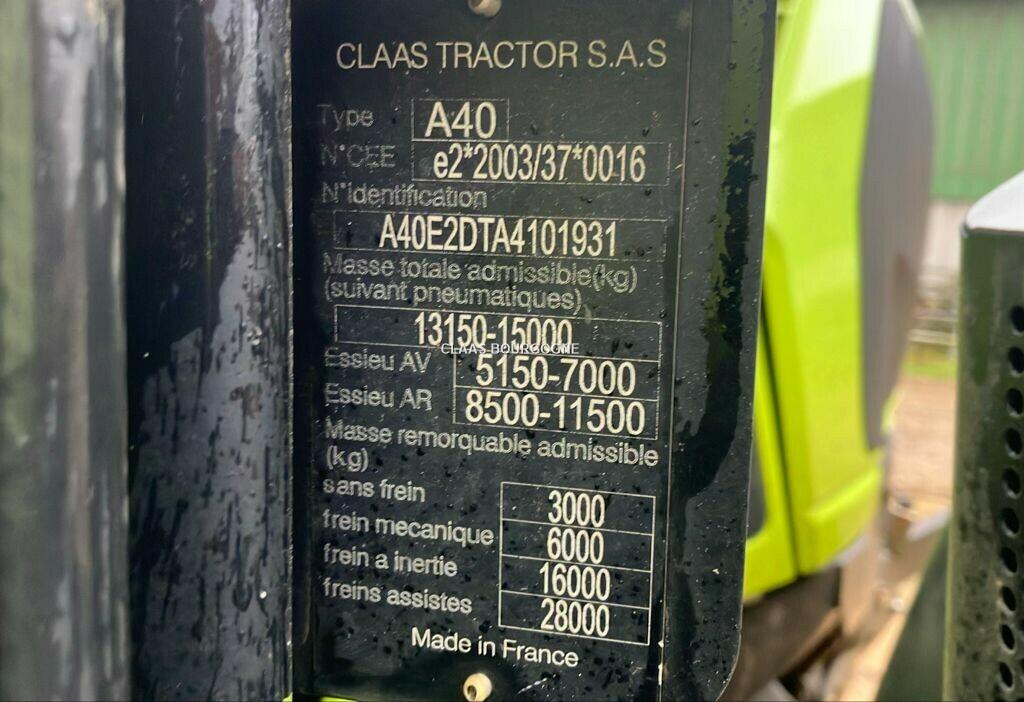 CLAAS TRACTOR S.A.S
Type A40
N°CEE e2*2003/37*0016
N°Identification
A40E2DTA4101931
Masse totale admissible(kg)
(suivant pneumatiques)
13150-15000
CLAAS BOURGOGNE
Essieu AV 5150-7000
Essieu AR 8500-11500
Masse remorquable admissible
(kg)
sans frein 3000
frein mecanique 6000
frein a inertie 16000
freins assistes 28000
Made in France